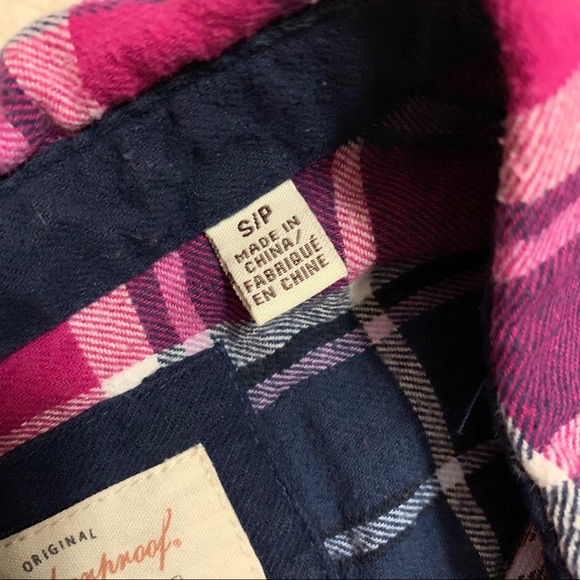 S/P
MADE IN
CHINA/
FABRIQUÉ
EN CHINE
ORIGINAL